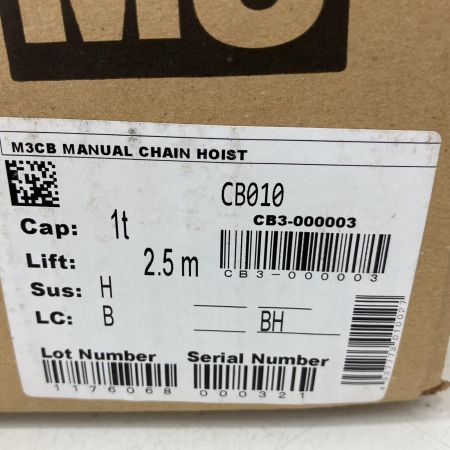 M3CB MANUAL CHAIN HOIST
CB010
Cap: 1t
CB3-000003
Lift: 2.5 m
CB3-000003
Sus: H
LC: B BH
Lot Number Serial Number
1176068 000321